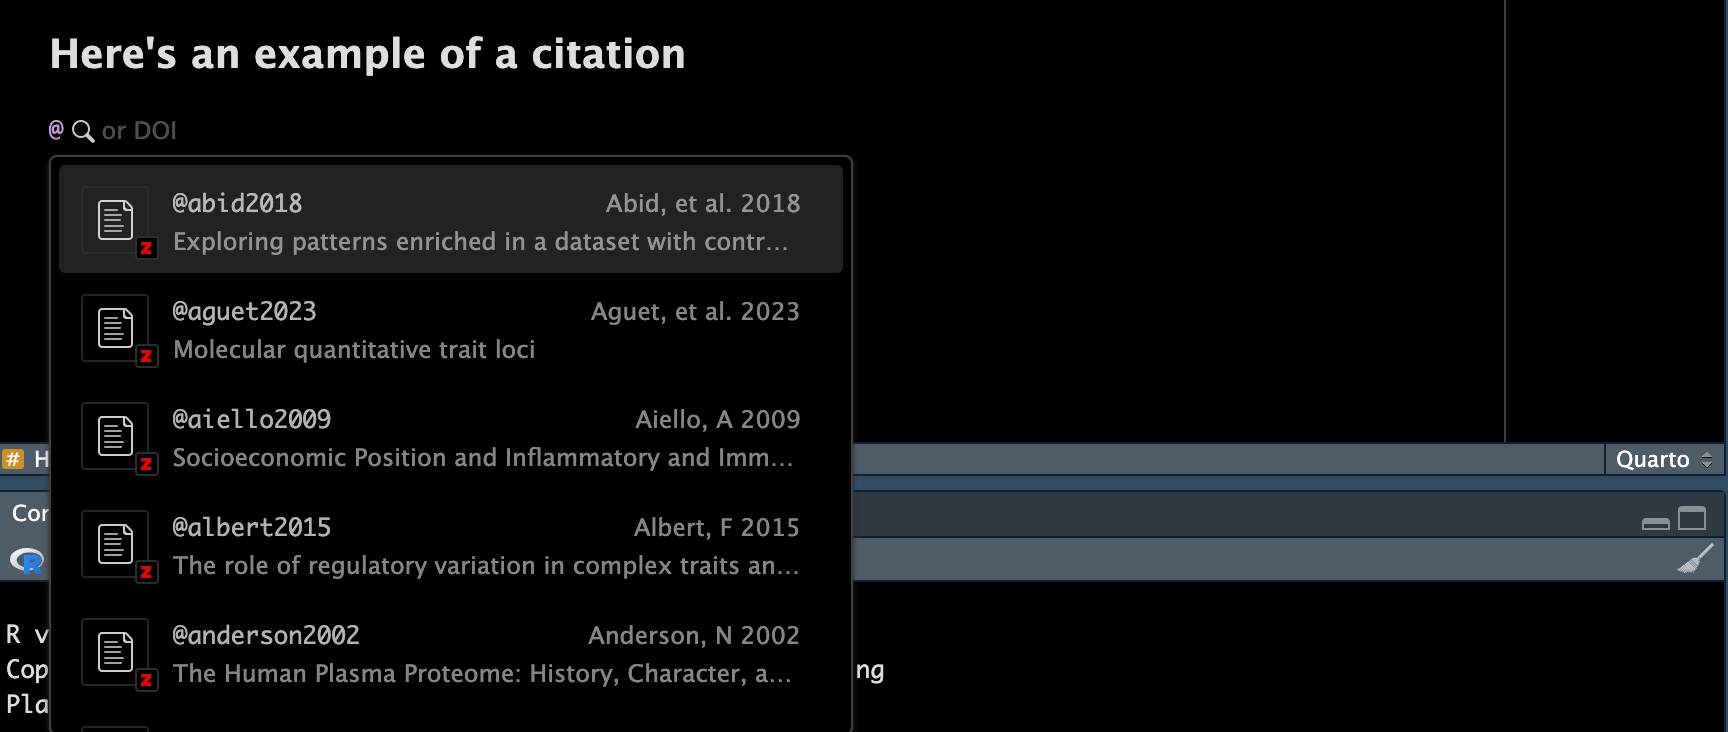 Here's an example of a citation
@ or DOI
@abid2018 Abid, et al. 2018
Exploring patterns enriched in a dataset with contr...
Z
@aguet2023 Aguet, et al. 2023
Molecular quantitative trait loci
Z
@aiello2009 Aiello, A 2009
Socioeconomic Position and Inflammatory and Imm...
Z
# H
Quarto
Con
@albert2015 Albert, F 2015
The role of regulatory variation in complex traits an...
Z
R
@anderson2002 Anderson, N 2002
R v
The Human Plasma Proteome: History, Character, a...
Z
Cop ng
Pla